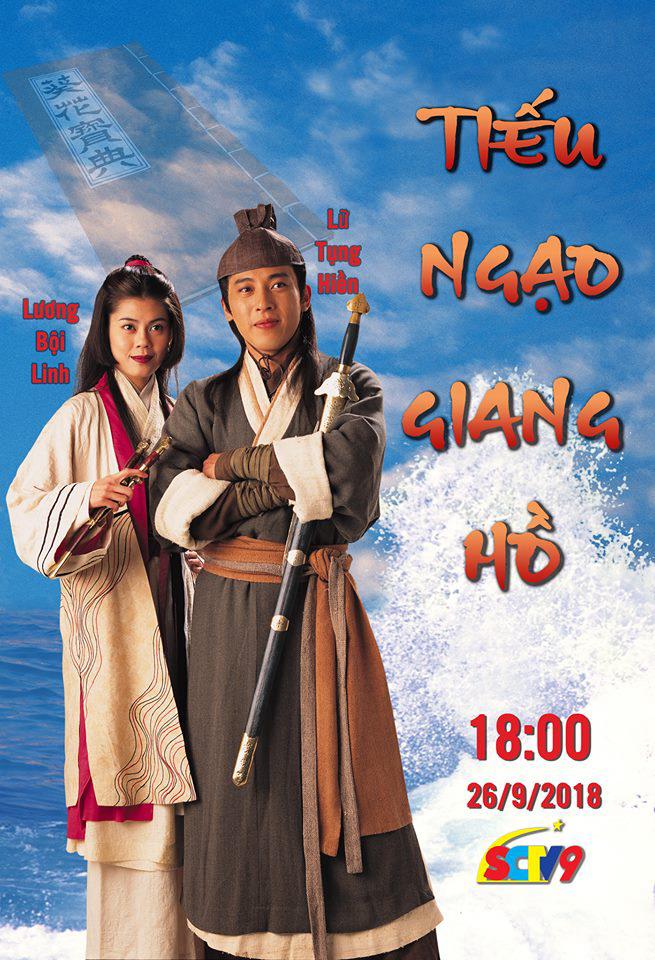 葵花寶典
TIẾU
NGẠO
GIANG
HỒ
Lữ
Tụng
Hiền
Lương
Bội
Linh
18:00
26/9/2018
SCTV9